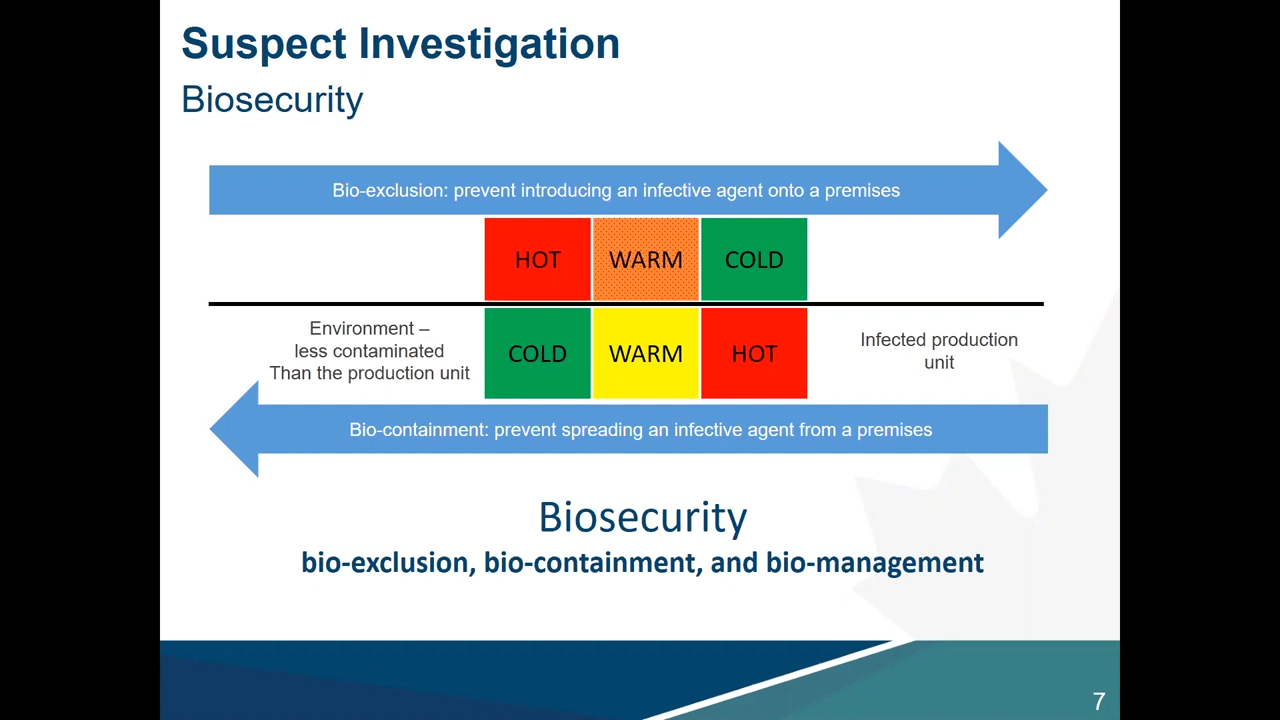 Suspect Investigation
Biosecurity
Bio-exclusion: prevent introducing an infective agent onto a premises
HOT
WARM
COLD
Environment –
less contaminated
Than the production unit
COLD
WARM
HOT
Infected production
unit
Bio-containment: prevent spreading an infective agent from a premises
Biosecurity
bio-exclusion, bio-containment, and bio-management
7